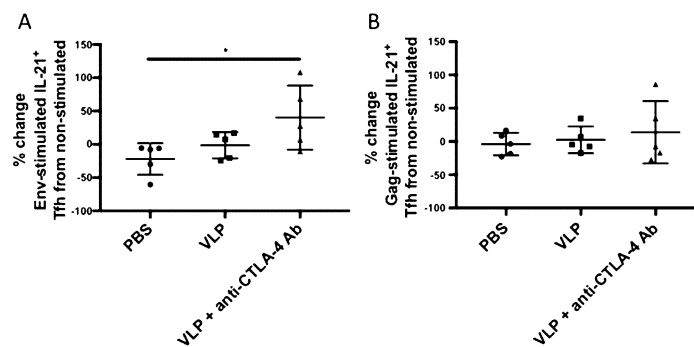 A
% change
Env-stimulated IL-21+
Tfh from non-stimulated
150
100
50
0
-50
-100
*
PBS
VLP
VLP + anti-CTLA-4 Ab
B
% change
Gag-stimulated IL-21+
Tfh from non-stimulated
150
100
50
0
-50
-100
PBS
VLP
VLP + anti-CTLA-4 Ab